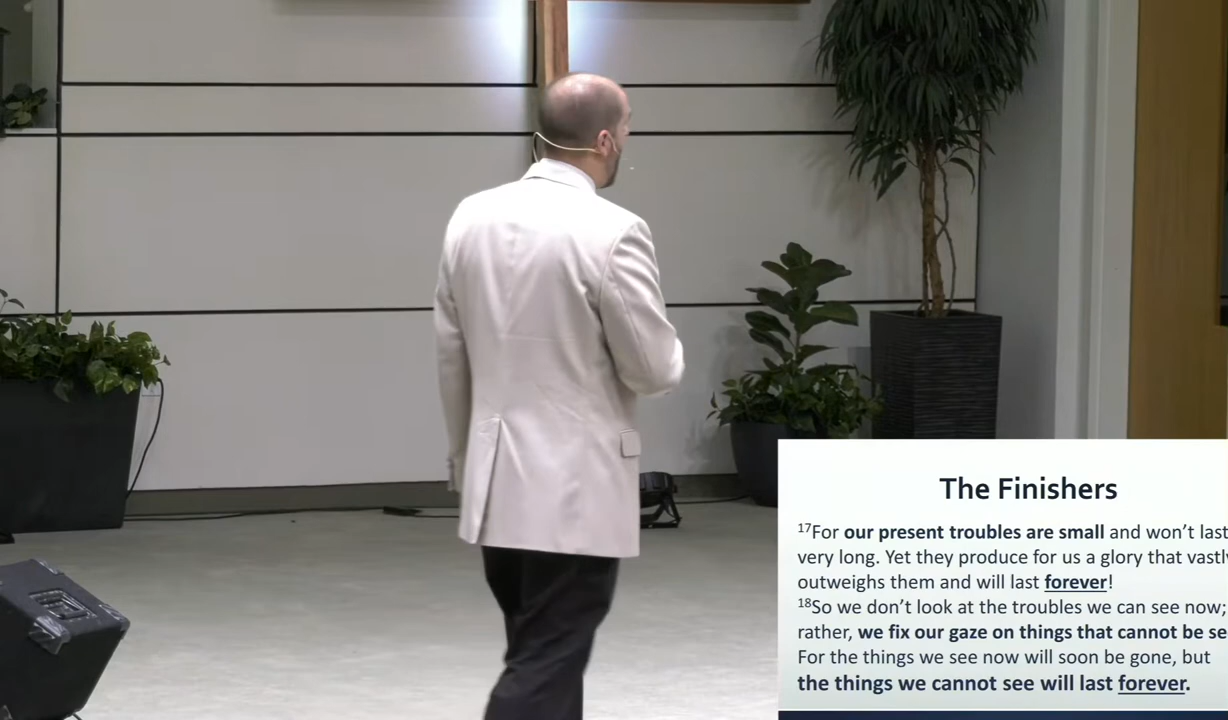 The Finishers
17For our present troubles are small and won't last
very long. Yet they produce for us a glory that vastly
outweighs them and will last forever!
18So we don't look at the troubles we can see now;
rather, we fix our gaze on things that cannot be
For the things we see now will soon be gone, but
the things we cannot see will last forever.